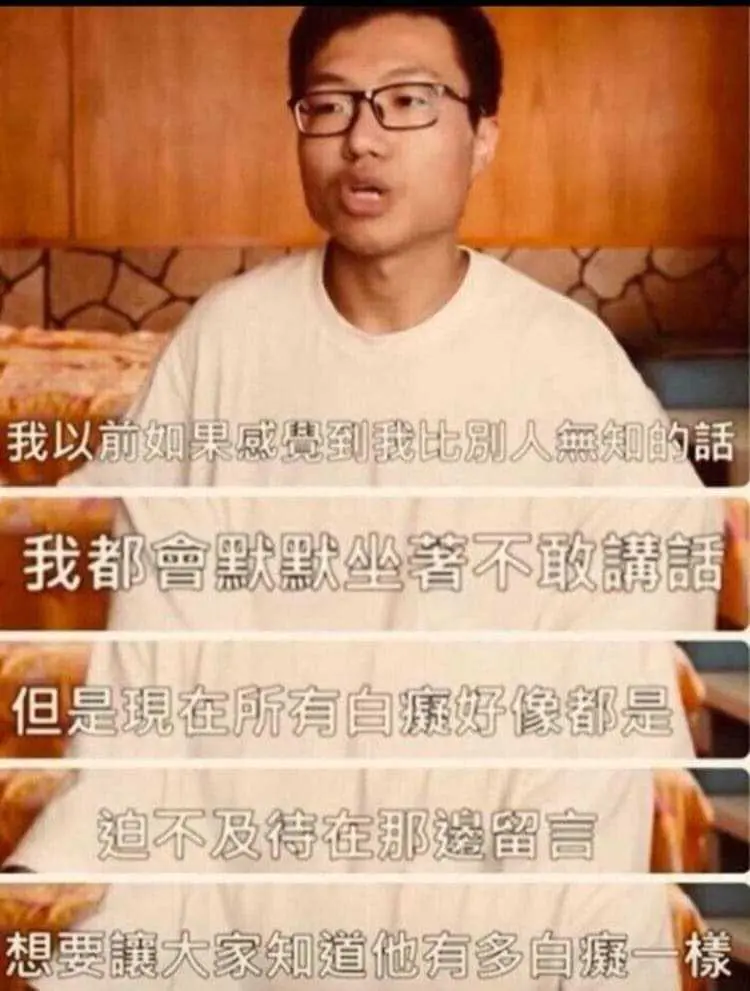 我以前如果感覺到我比別人無知的話
我都會默默坐著不敢講話
但是現在所有白癡好像都是
迫不及待在那邊留言
想要讓大家知道他有多白癡一樣